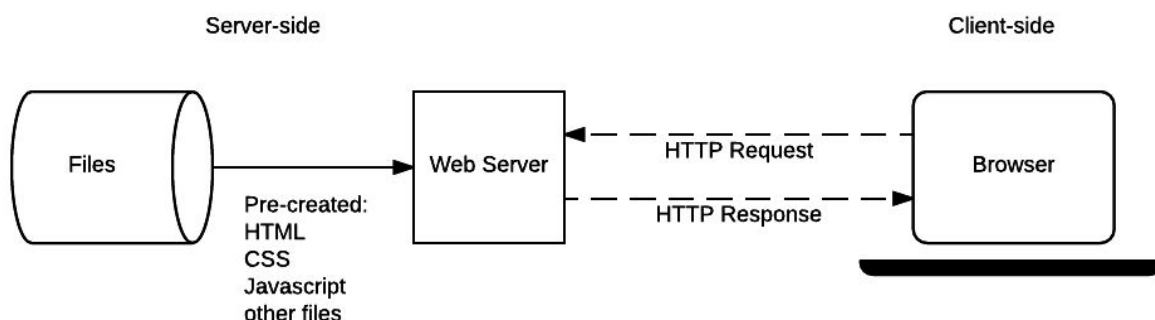 Server-side
Client-side
Files
Web Server
HTTP Request
Browser
HTTP Response
Pre-created:
HTML
CSS
Javascript
other files